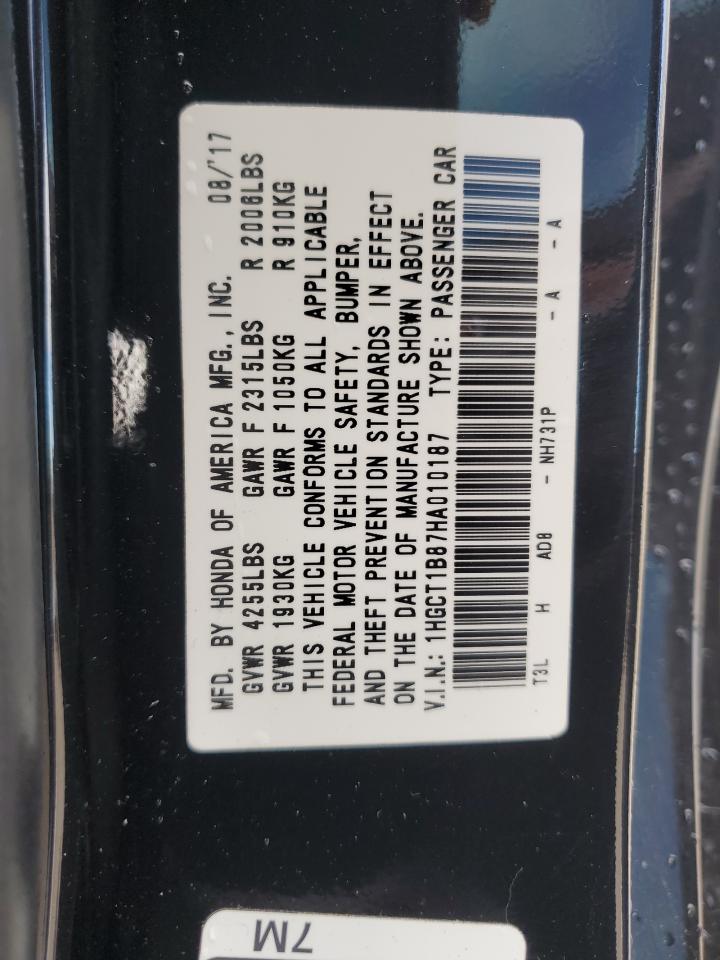 MFD. BY HONDA OF AMERICA MFG., INC. 08/'17
GVWR 4255LBS GAWR F 2315LBS R 2006LBS
GVWR 1930KG GAWR F 1050KG R 910KG
THIS VEHICLE CONFORMS TO ALL APPLICABLE
FEDERAL MOTOR VEHICLE SAFETY, BUMPER,
AND THEFT PREVENTION STANDARDS IN EFFECT
ON THE DATE OF MANUFACTURE SHOWN ABOVE.
V.I.N.: 1HGCT1B87HA010187 TYPE: PASSENGER CAR
T3L H AD8 - NH731P - A - A
7M